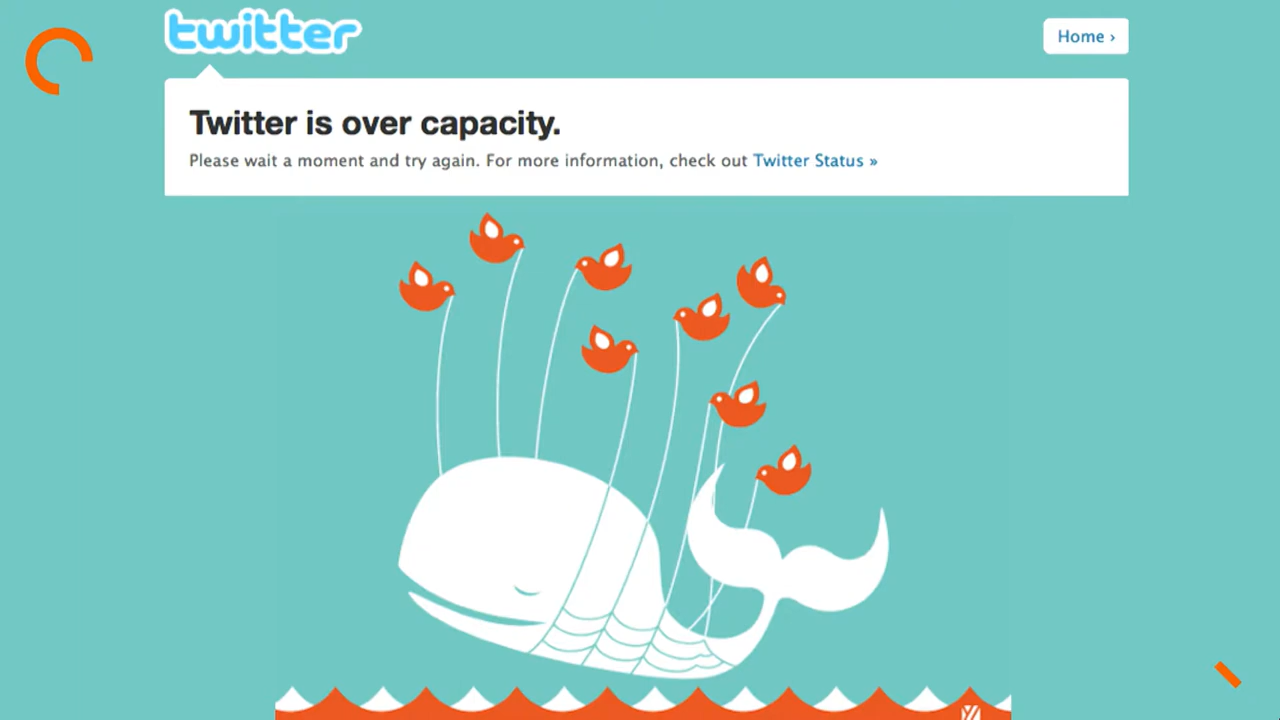 twitter
Home ›
Twitter is over capacity.
Please wait a moment and try again. For more information, check out Twitter Status »